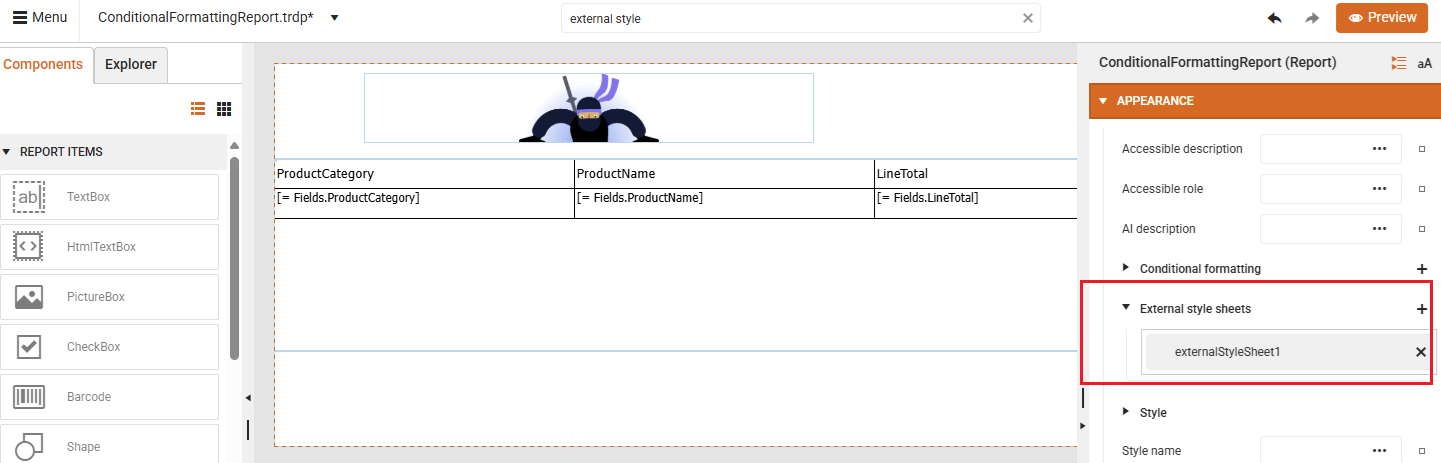 Menu
ConditionalFormattingReport.trdp*
external style
Preview
Components
Explorer
REPORT ITEMS
ab
TextBox
HtmlTextBox
PictureBox
CheckBox
Barcode
Shape
ProductCategory
ProductName
LineTotal
[= Fields.ProductCategory]
[= Fields.ProductName]
[= Fields.LineTotal]
ConditionalFormattingReport (Report)
aA
APPEARANCE
Accessible description
Accessible role
AI description
Conditional formatting
External style sheets
externalStyleSheet1
Style
Style name